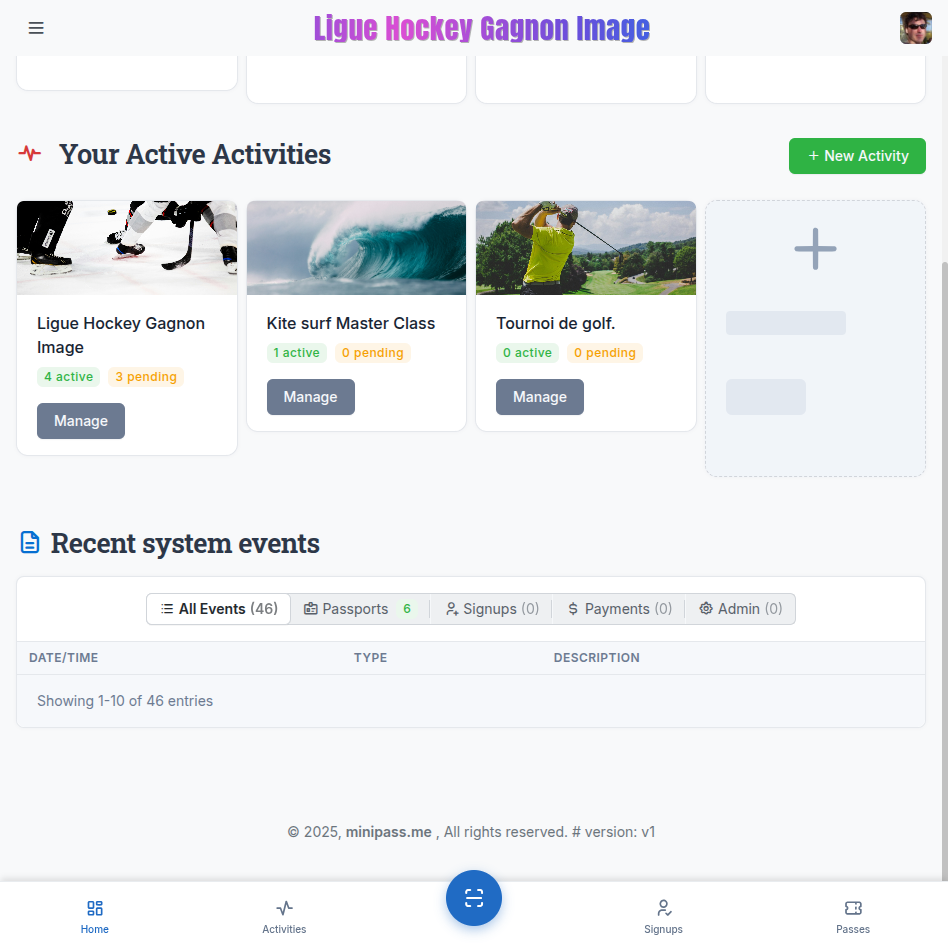 Ligue Hockey Gagnon Image
Your Active Activities
+ New Activity
Ligue Hockey Gagnon
Image
4 active 3 pending
Manage
Kite surf Master Class
1 active 0 pending
Manage
Tournoi de golf.
0 active 0 pending
Manage
Recent system events
All Events (46) Passports 6 Signups (0) Payments (0) Admin (0)
DATE/TIME TYPE DESCRIPTION
Showing 1-10 of 46 entries
© 2025, minipass.me , All rights reserved. # version: v1
Home Activities Signups Passes